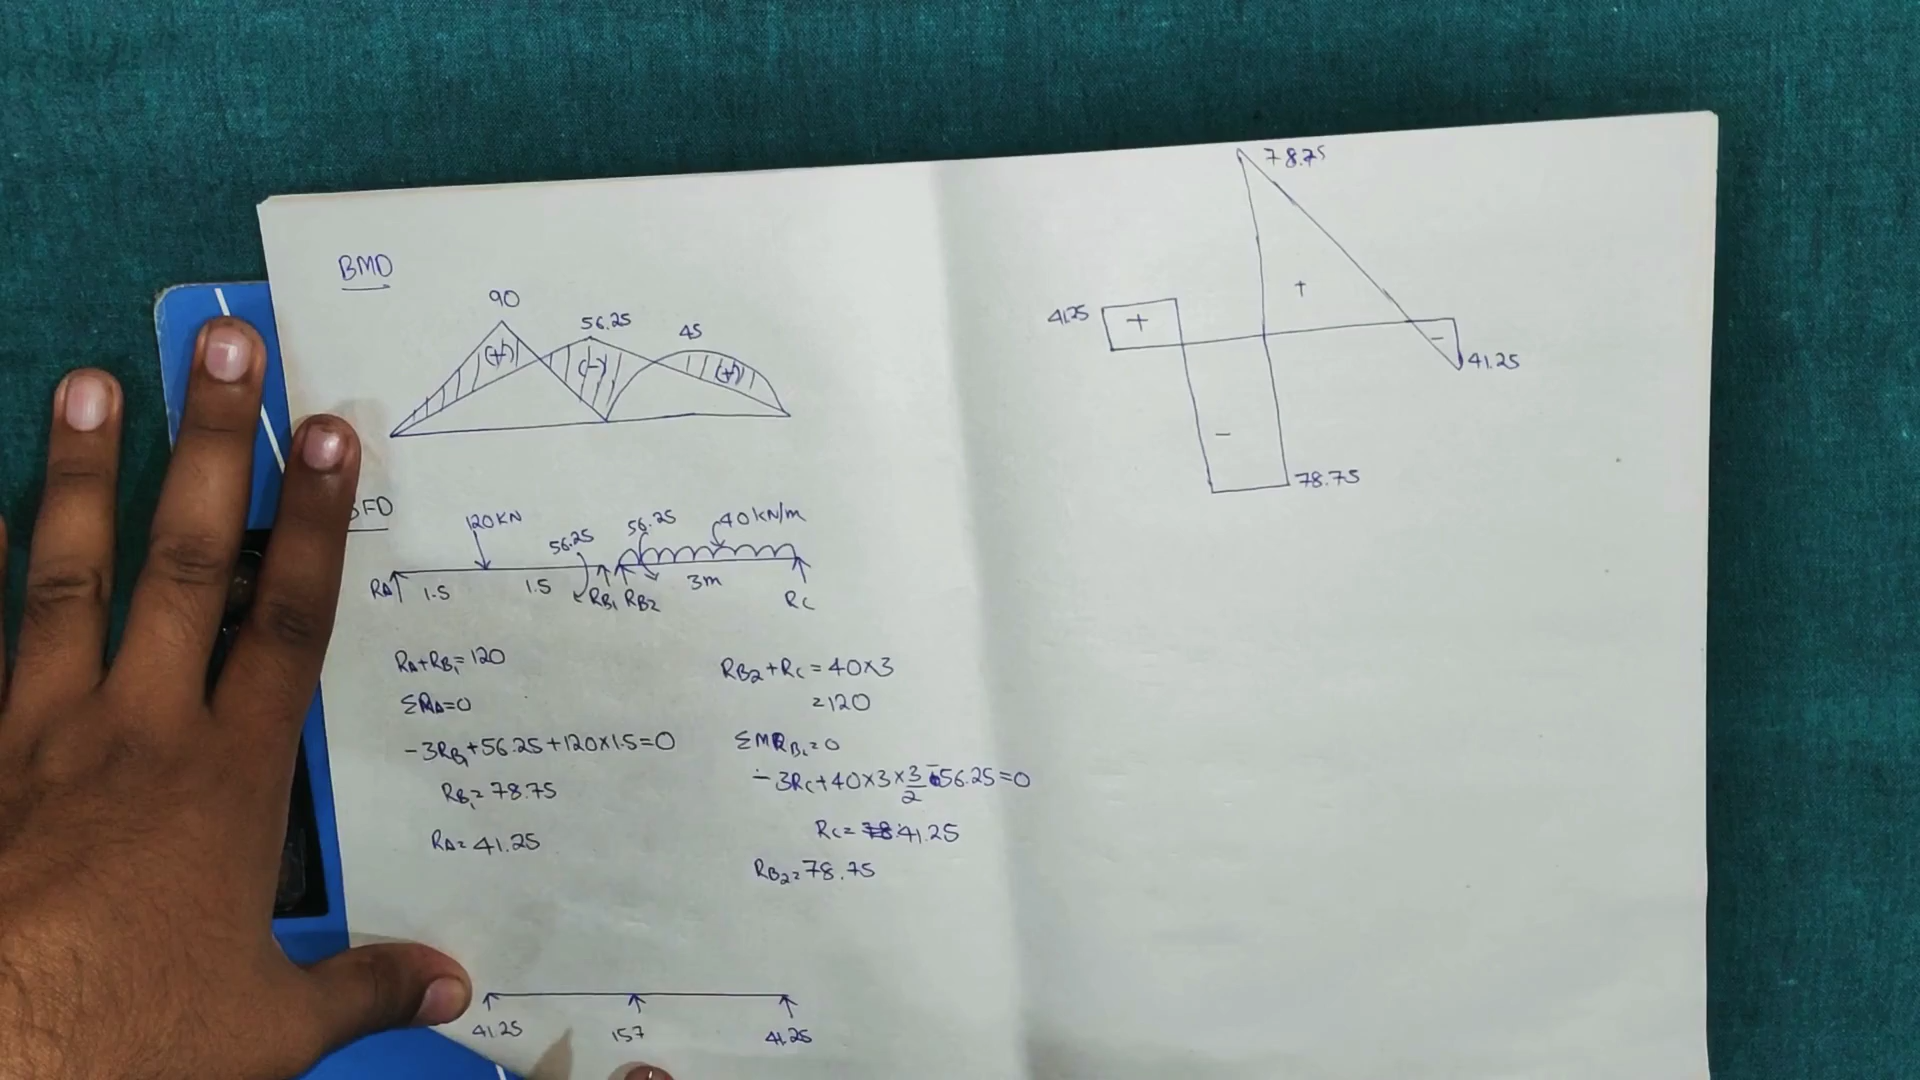 BMD
90
56.25
45
(+)
(-)
(+)
SFD
120KN
56.25
56.25
40kN/m
RA
1.5
1.5
RB₁
RB₂
3m
RC
RA+RB₁=120
ΣRA=0
-3RB₁+56.25+120×1.5=0
RB₁=78.75
RA=41.25
RB2+RC=40×3
=120
ΣMRB₂=0
-3RC+40×3×3/2-56.25=0
RC=41.25
RB2=78.75
41.25
157
41.25
78.75
41.25
+
+
-
41.25
-
78.75